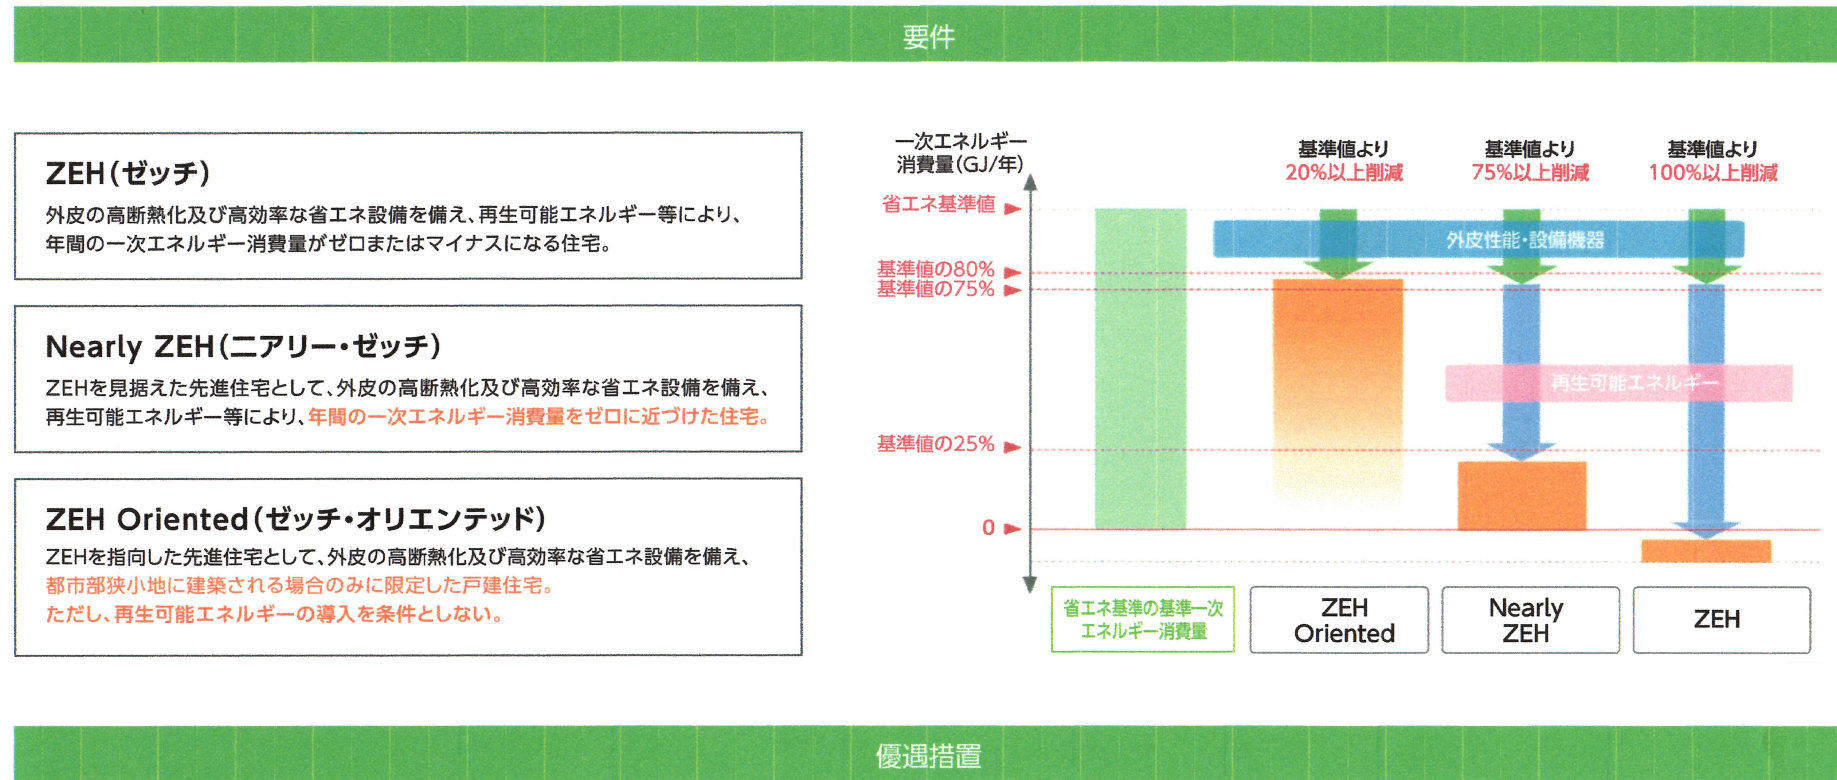 要件
ZEH(ゼッチ)
外皮の高断熱化及び高効率な省エネ設備を備え、再生可能エネルギー等により、
年間の一次エネルギー消費量がゼロまたはマイナスになる住宅。
Nearly ZEH(ニアリー・ゼッチ)
ZEHを見据えた先進住宅として、外皮の高断熱化及び高効率な省エネ設備を備え、
再生可能エネルギー等により、年間の一次エネルギー消費量をゼロに近づけた住宅。
ZEH Oriented(ゼッチ・オリエンテッド)
ZEHを指向した先進住宅として、外皮の高断熱化及び高効率な省エネ設備を備え、
都市部狭小地に建築される場合のみに限定した戸建住宅。
ただし、再生可能エネルギーの導入を条件としない。
一次エネルギー
消費量(GJ/年)
基準値より
20%以上削減
基準値より
75%以上削減
基準値より
100%以上削減
省エネ基準値
外皮性能・設備機器
基準値の80%
基準値の75%
再生可能エネルギー
基準値の25%
0
省エネ基準の基準一次
エネルギー消費量
ZEH
Oriented
Nearly
ZEH
ZEH
優遇措置